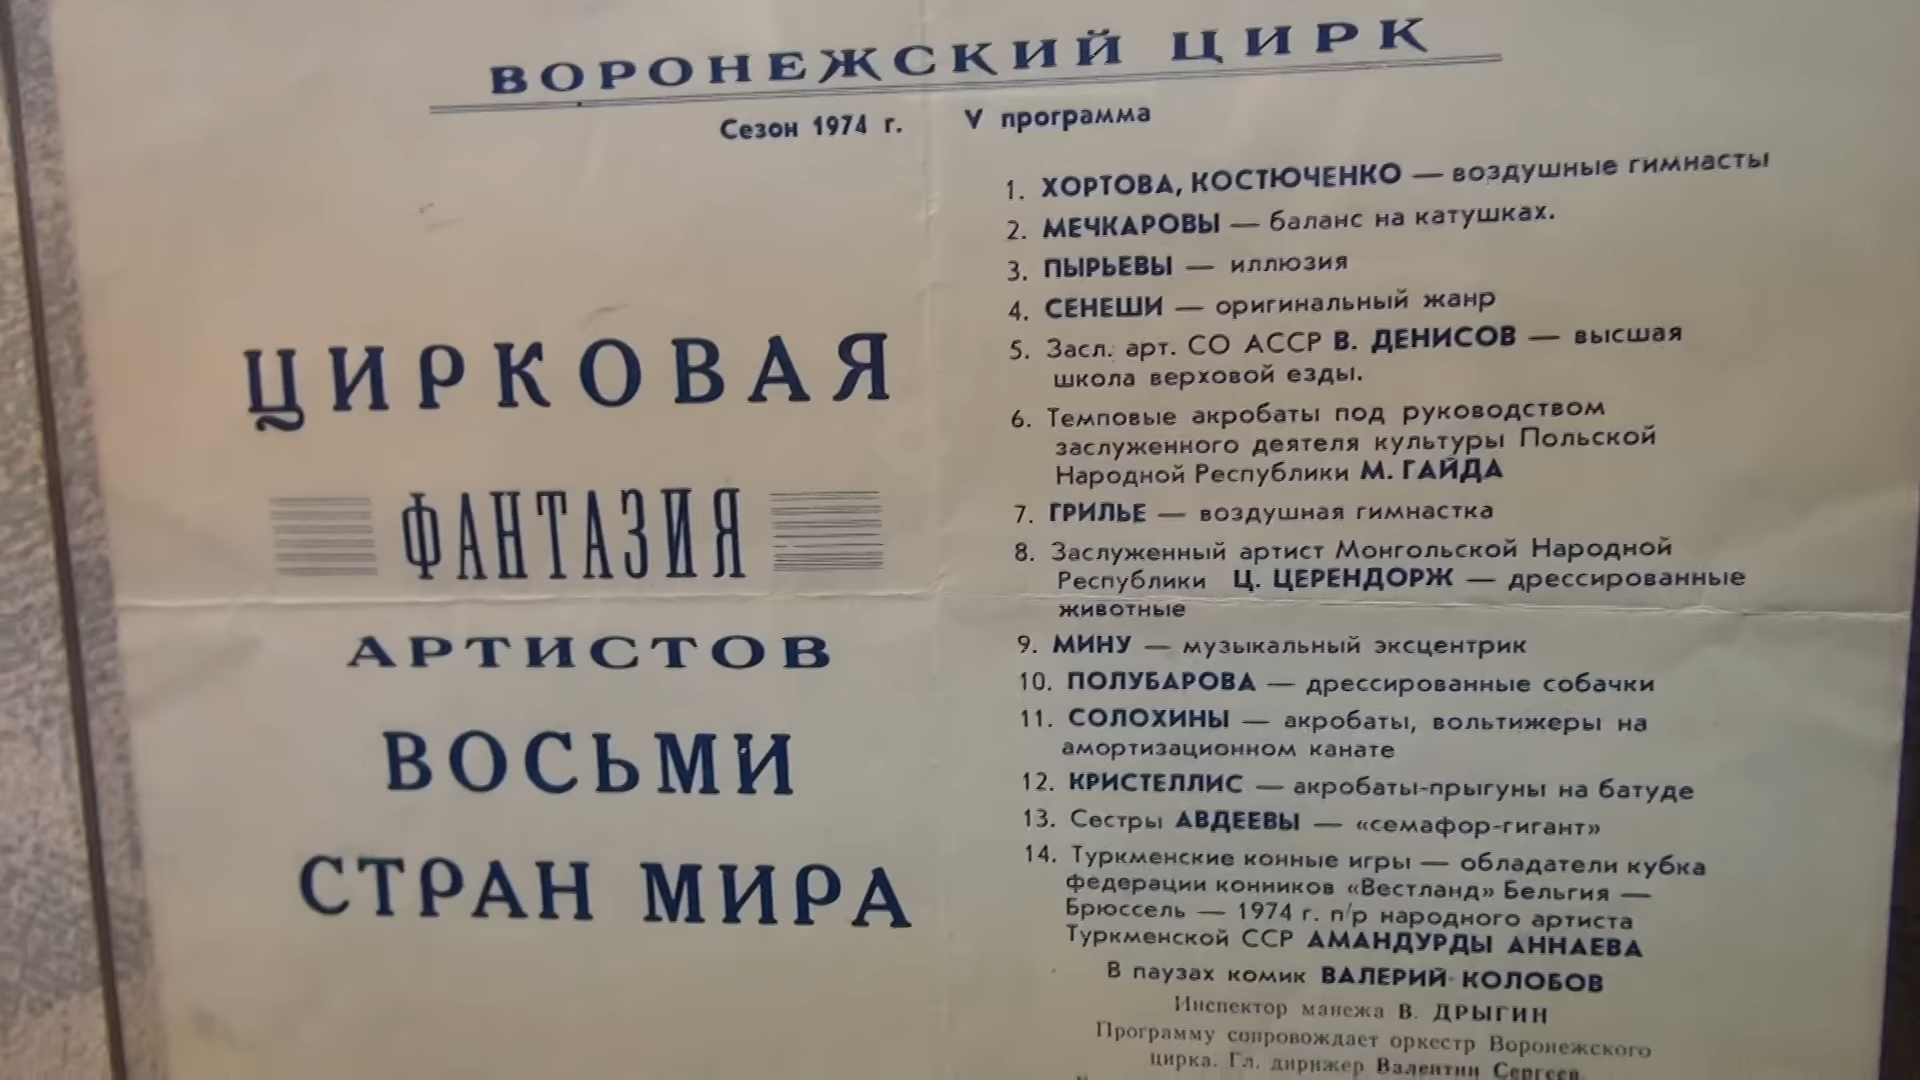 ВОРОНЕЖСКИЙ ЦИРК
Сезон 1974 г. V программа
ЦИРКОВАЯ
ФАНТАЗИЯ
АРТИСТОВ
ВОСЬМИ
СТРАН МИРА
1. ХОРТОВА, КОСТЮЧЕНКО — воздушные гимнасты
2. МЕЧКАРОВЫ — баланс на катушках.
3. ПЫРЬЕВЫ — иллюзия
4. СЕНЕШИ — оригинальный жанр
5. Засл. арт. СО АССР В. ДЕНИСОВ — высшая
школа верховой езды.
6. Темповые акробаты под руководством
заслуженного деятеля культуры Польской
Народной Республики М. ГАЙДА
7. ГРИЛЬЕ — воздушная гимнастка
8. Заслуженный артист Монгольской Народной
Республики Ц. ЦЕРЕНДОРЖ — дрессированные
животные
9. МИНУ — музыкальный эксцентрик
10. ПОЛУБАРОВА — дрессированные собачки
11. СОЛОХИНЫ — акробаты, вольтижеры на
амортизационном канате
12. КРИСТЕЛЛИС — акробаты-прыгуны на батуде
13. Сестры АВДЕЕВЫ — «семафор-гигант»
14. Туркменские конные игры — обладатели кубка
федерации конников «Вестланд» Бельгия —
Брюссель — 1974 г. п/р народного артиста
Туркменской ССР АМАНДУРДЫ АННАЕВА
В паузах комик ВАЛЕРИЙ КОЛОБОВ
Инспектор манежа В. ДРЫГИН
Программу сопровождает оркестр Воронежского
цирка. Гл. дирижер Валентин Сергеев